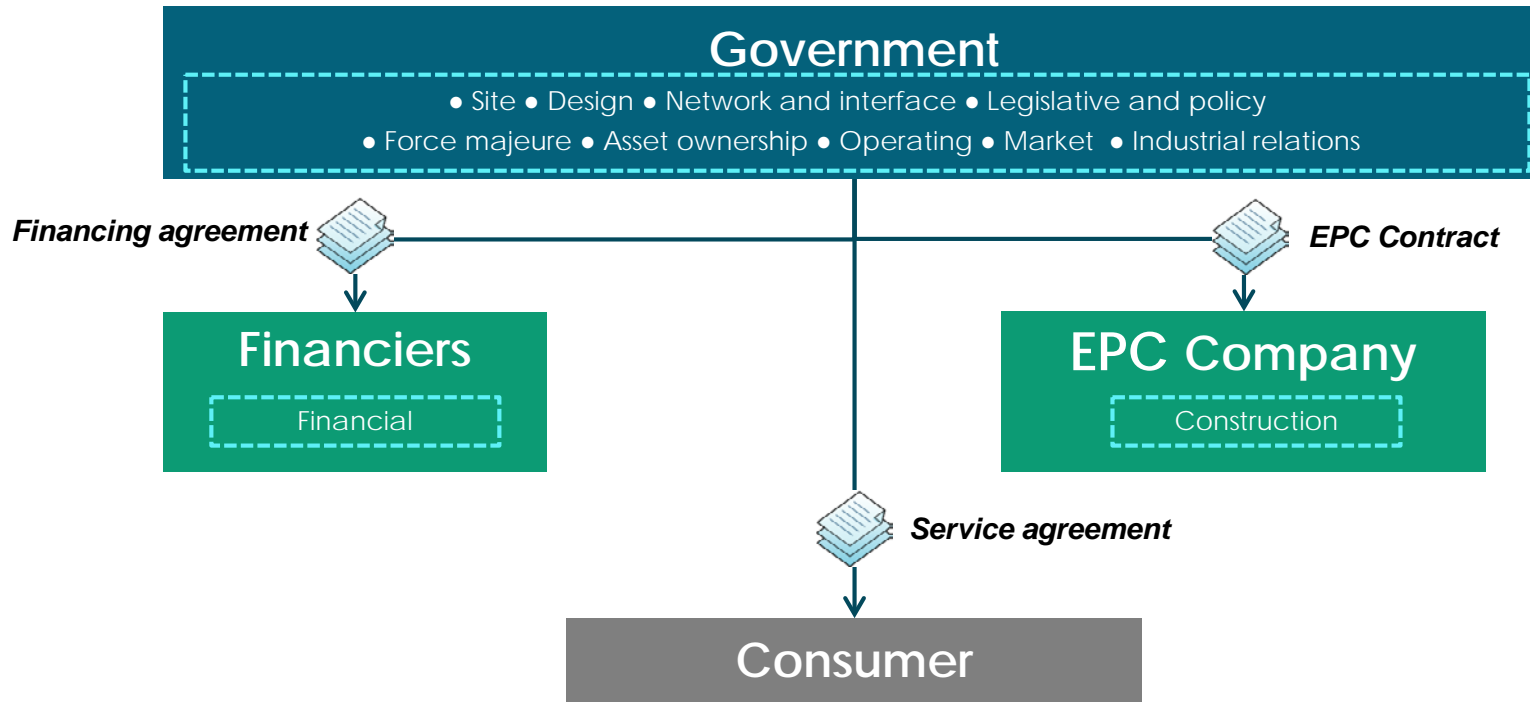 Government
● Site ● Design ● Network and interface ● Legislative and policy
● Force majeure ● Asset ownership ● Operating ● Market ● Industrial relations
Financing agreement
EPC Contract
Financiers
Financial
EPC Company
Construction
Service agreement
Consumer